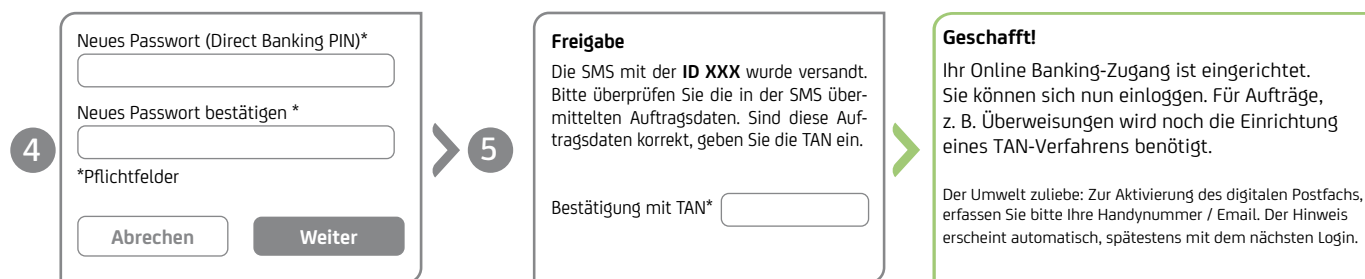 4
Neues Passwort (Direct Banking PIN)*
Neues Passwort bestätigen *
*Pflichtfelder
Abrechen
Weiter
5
Freigabe
Die SMS mit der ID XXX wurde versandt.
Bitte überprüfen Sie die in der SMS über-
mittelten Auftragsdaten. Sind diese Auf-
tragsdaten korrekt, geben Sie die TAN ein.
Bestätigung mit TAN*
Geschafft!
Ihr Online Banking-Zugang ist eingerichtet.
Sie können sich nun einloggen. Für Aufträge,
z. B. Überweisungen wird noch die Einrichtung
eines TAN-Verfahrens benötigt.
Der Umwelt zuliebe: Zur Aktivierung des digitalen Postfachs,
erfassen Sie bitte Ihre Handynummer / Email. Der Hinweis
erscheint automatisch, spätestens mit dem nächsten Login.